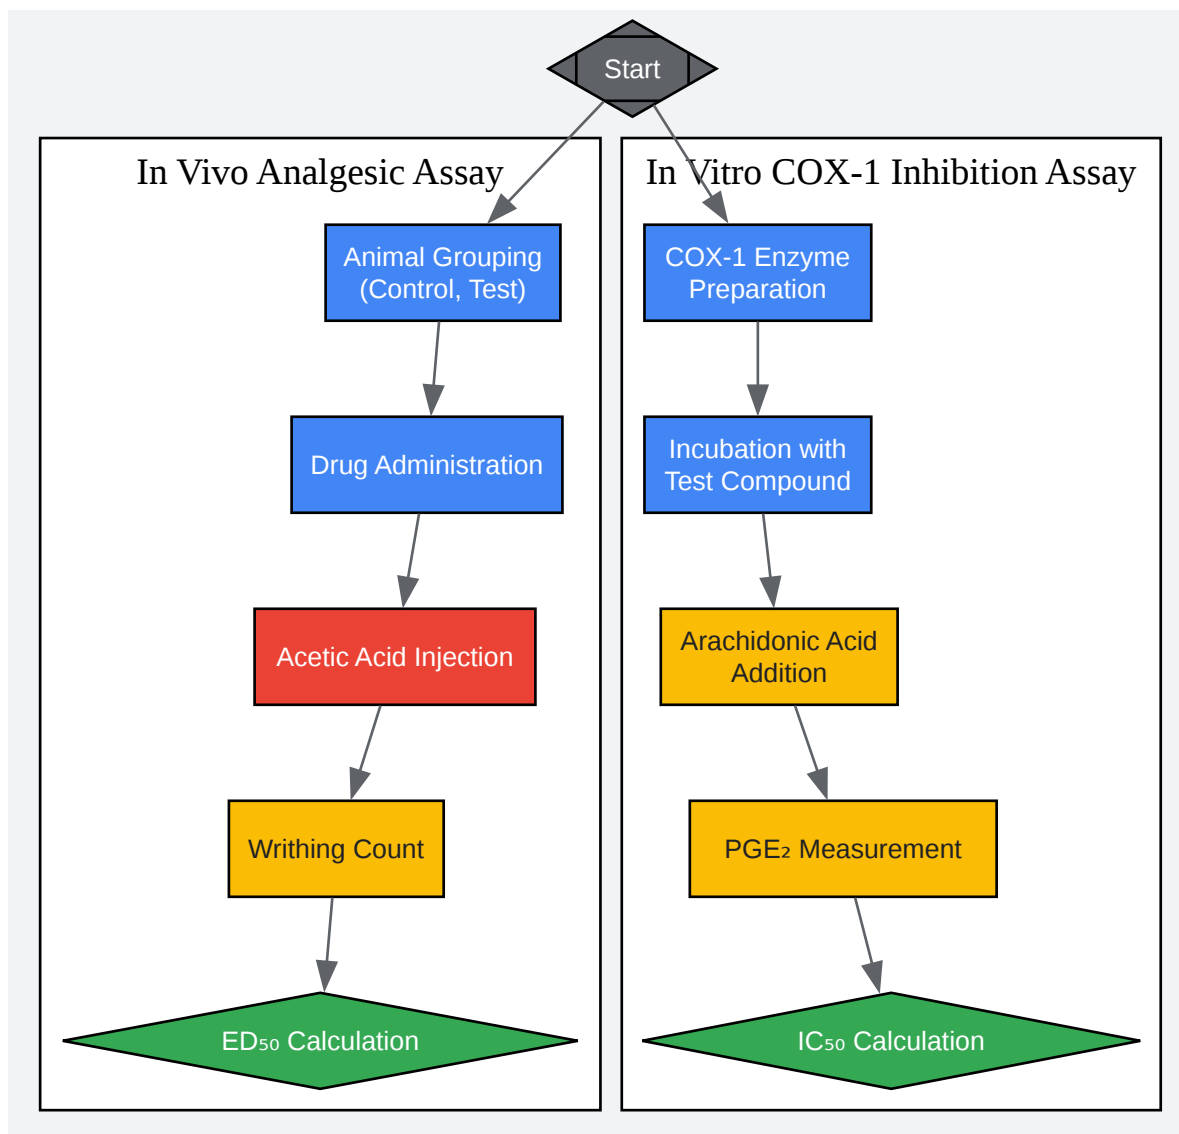 Start
In Vivo Analgesic Assay
Animal Grouping
(Control, Test)
Drug Administration
Acetic Acid Injection
Writhing Count
ED₅₀ Calculation
In Vitro COX-1 Inhibition Assay
COX-1 Enzyme
Preparation
Incubation with
Test Compound
Arachidonic Acid
Addition
PGE₂ Measurement
IC₅₀ Calculation